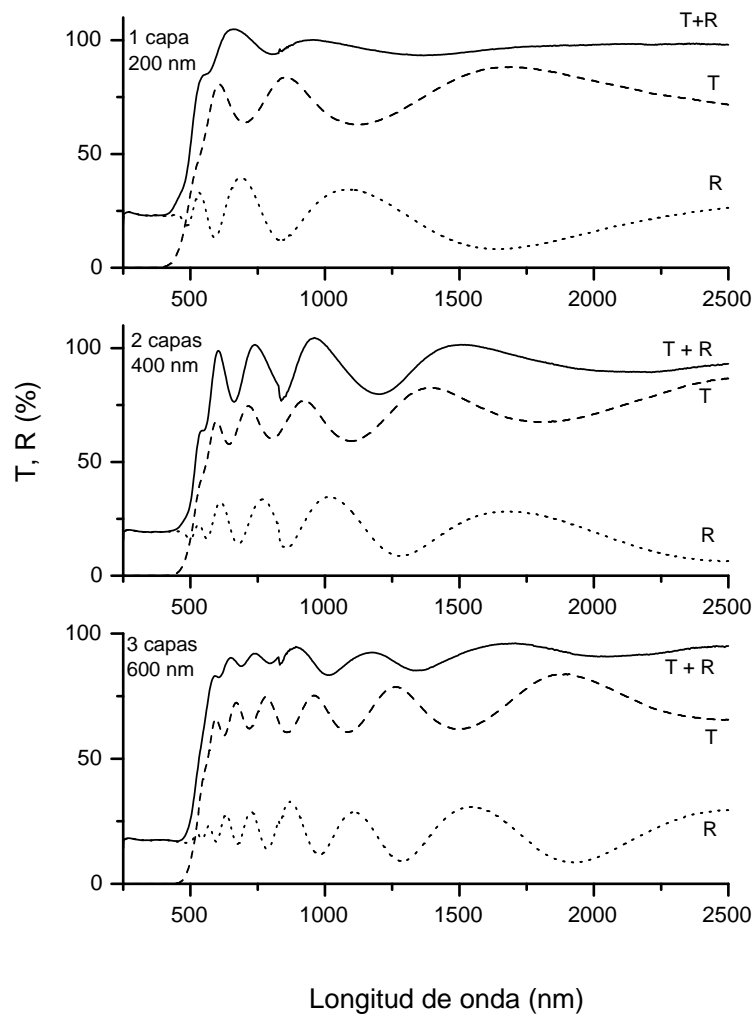 1 capa
200 nm
T+R
T
R
100
50
0
500 1000 1500 2000 2500
2 capas
400 nm
T + R
T
R
100
50
0
500 1000 1500 2000 2500
3 capas
600 nm
T + R
T
R
100
50
0
500 1000 1500 2000 2500
T, R (%)
Longitud de onda (nm)